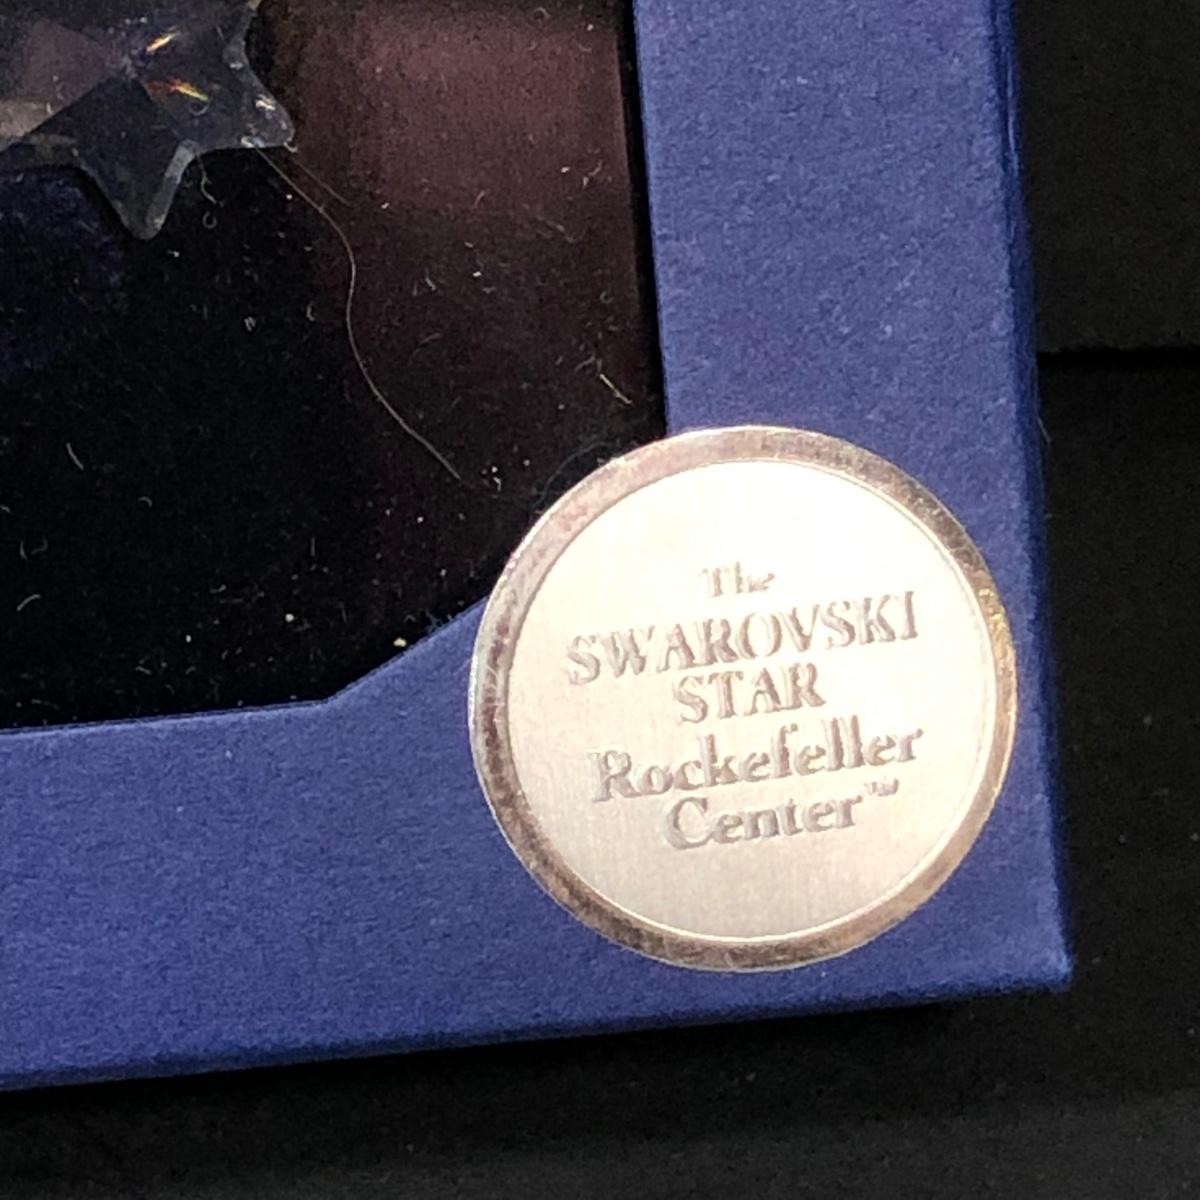 The
SWAROVSKI
STAR
Rockefeller
Center™